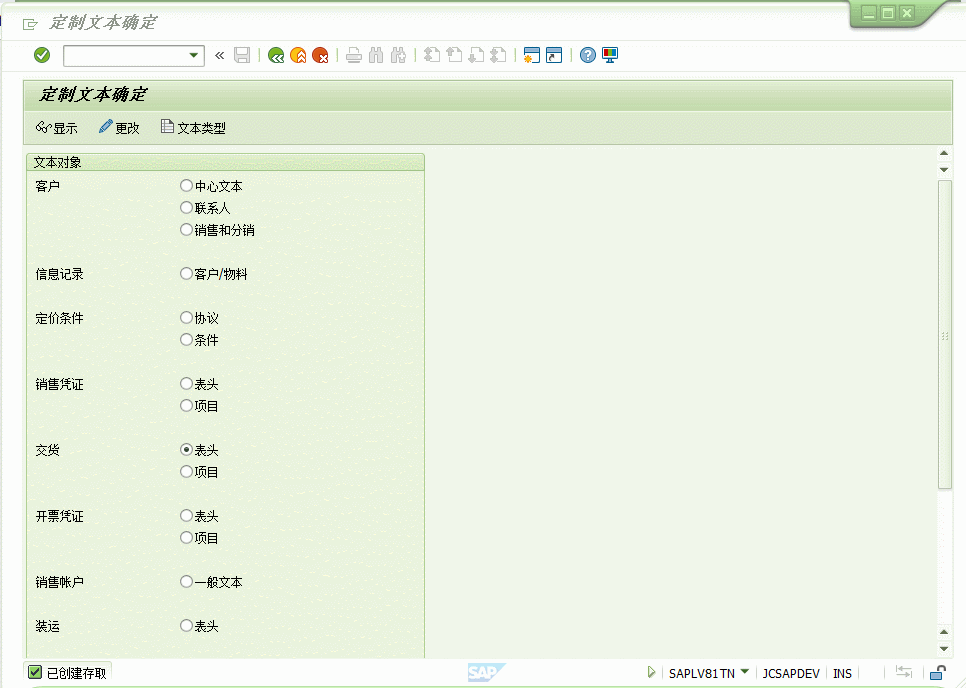 定制文本确定
定制文本确定
显示 更改 文本类型
文本对象
客户 中心文本
联系人
销售和分销
信息记录 客户/物料
定价条件 协议
条件
销售凭证 表头
项目
交货 表头
项目
开票凭证 表头
项目
销售帐户 一般文本
装运 表头
已创建存取 SAP SAPLV81TN JCSAPDEV INS